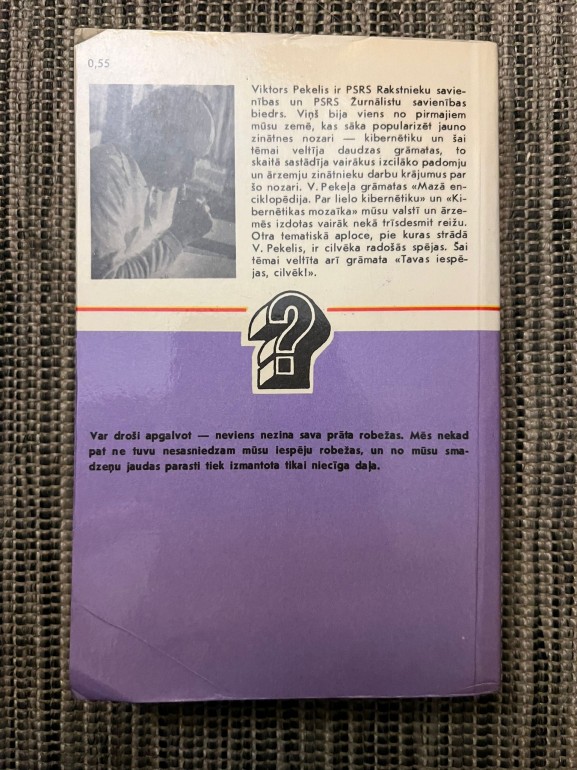 0,55
Viktors Pekelis ir PSRS Rakstnieku savie-
nības un PSRS Žurnālistu savienības
biedrs. Viņš bija viens no pirmajiem
mūsu zemē, kas sāka popularizēt jauno
zinātnes nozari — kibernētiku un šai
tēmai veltīja daudzas grāmatas, to
skaitā sastādīja vairākus izcilāko padomju
un ārzemju zinātnieku darbu krājumus par
šo nozari. V. Pekeļa grāmatas «Mazā en-
ciklopēdija. Par lielo kibernētiku» un «Ki-
bernētikas mozaīka» mūsu valstī un ārze-
mēs izdotas vairāk nekā trīsdesmit reižu.
Otra tematiskā aploce, pie kuras strādā
V. Pekelis, ir cilvēka radošās spējas. Šai
tēmai veltīta arī grāmata «Tavas iespē-
jas, cilvēk!».
?
Var droši apgalvot — neviens nezina sava prāta robežas. Mēs nekad
pat ne tuvu nesasniedzam mūsu iespēju robežas, un no mūsu sma-
dzeņu jaudas parasti tiek izmantota tikai niecīga daļa.